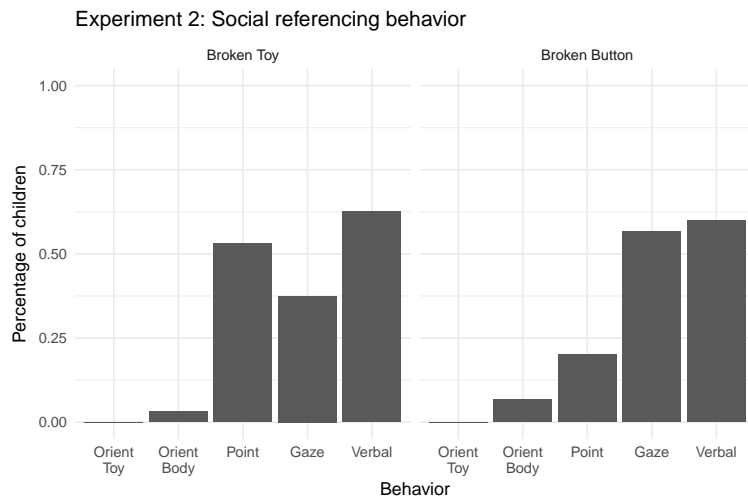 Experiment 2: Social referencing behavior
Broken Toy
Broken Button
Percentage of children
1.00
0.75
0.50
0.25
0.00
Orient
Toy
Orient
Body
Point
Gaze
Verbal
Orient
Toy
Orient
Body
Point
Gaze
Verbal
Behavior